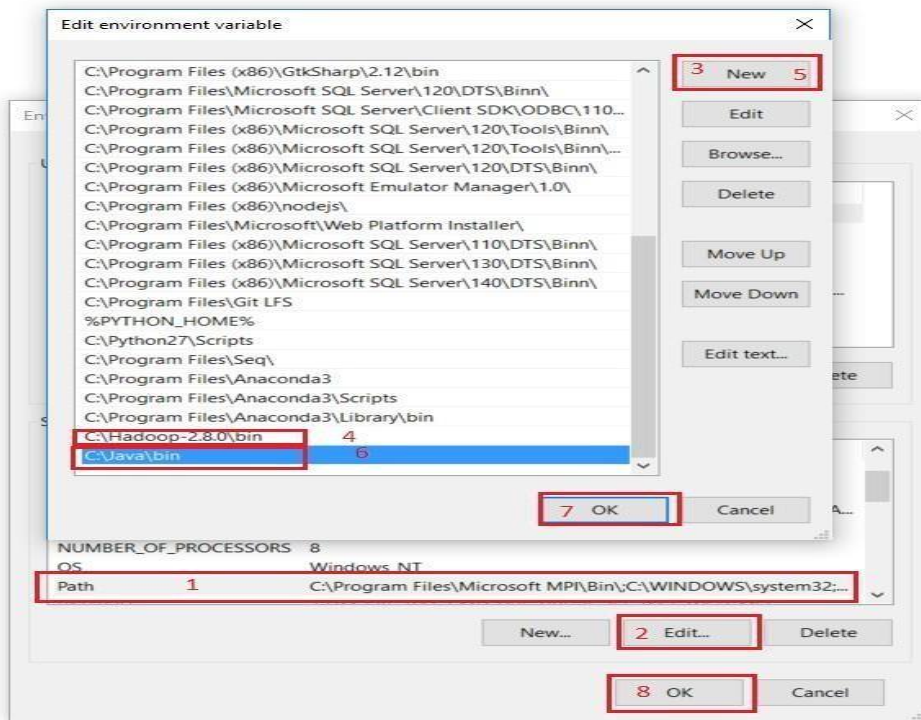 Edit environment variable
C:\Program Files (x86)\GtkSharp\2.12\bin
C:\Program Files\Microsoft SQL Server\120\DTS\Binn\
C:\Program Files\Microsoft SQL Server\Client SDK\ODBC\110...
C:\Program Files (x86)\Microsoft SQL Server\120\Tools\Binn\
C:\Program Files (x86)\Microsoft SQL Server\120\Tools\Binn\...
C:\Program Files (x86)\Microsoft SQL Server\120\DTS\Binn\
C:\Program Files (x86)\Microsoft Emulator Manager\1.0\
C:\Program Files (x86)\nodejs\
C:\Program Files\Microsoft\Web Platform Installer\
C:\Program Files (x86)\Microsoft SQL Server\110\DTS\Binn\
C:\Program Files (x86)\Microsoft SQL Server\130\DTS\Binn\
C:\Program Files (x86)\Microsoft SQL Server\140\DTS\Binn\
C:\Program Files\Git LFS
%PYTHON_HOME%
C:\Python27\Scripts
C:\Program Files\Seq\
C:\Program Files\Anaconda3
C:\Program Files\Anaconda3\Scripts
C:\Program Files\Anaconda3\Library\bin
C:\Hadoop-2.8.0\bin 4
C:\Java\bin 6
3 New 5
Edit
Browse...
Delete
Move Up
Move Down
Edit text...
7 OK
Cancel
En
ete
A...
NUMBER_OF_PROCESSORS 8
OS Windows_NT
Path 1 C:\Program Files\Microsoft MPI\Bin\;C:\WINDOWS\system32;...
New...
2 Edit...
Delete
8 OK
Cancel